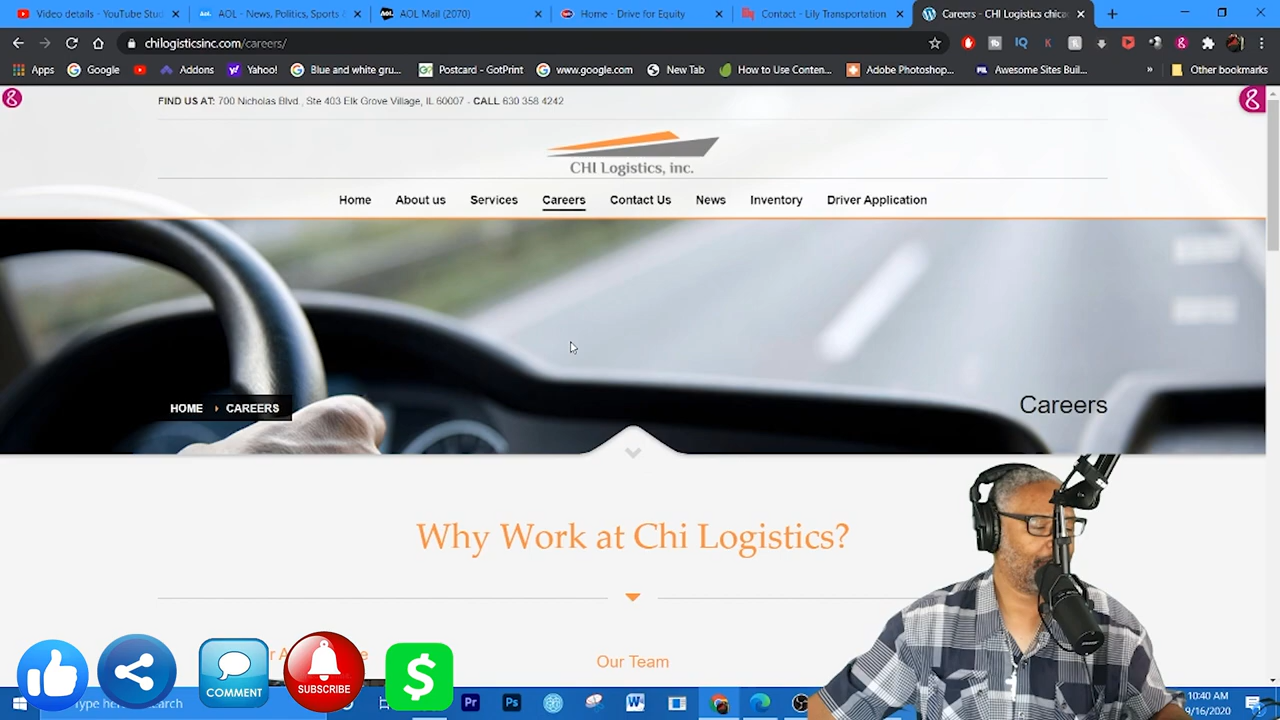 Video details - YouTube Stud
AOL - News, Politics, Sports &
AOL Mail (2070)
Home - Drive for Equity
Contact - Lily Transportation
Careers - CHI Logistics chica
chilogisticsinc.com/careers/
Apps
Google
Addons
Yahoo!
Blue and white gru...
Postcard - GotPrint
www.google.com
New Tab
How to Use Conten...
Adobe Photoshop...
Awesome Sites Buil...
Other bookmarks
FIND US AT: 700 Nicholas Blvd., Ste 403 Elk Grove Village, IL 60007 - CALL 630 358 4242
CHI Logistics, inc.
Home About us Services Careers Contact Us News Inventory Driver Application
HOME CAREERS
Careers
Why Work at Chi Logistics?
Our Team
COMMENT
SUBSCRIBE
Type here
search
10:40 AM
9/16/2020